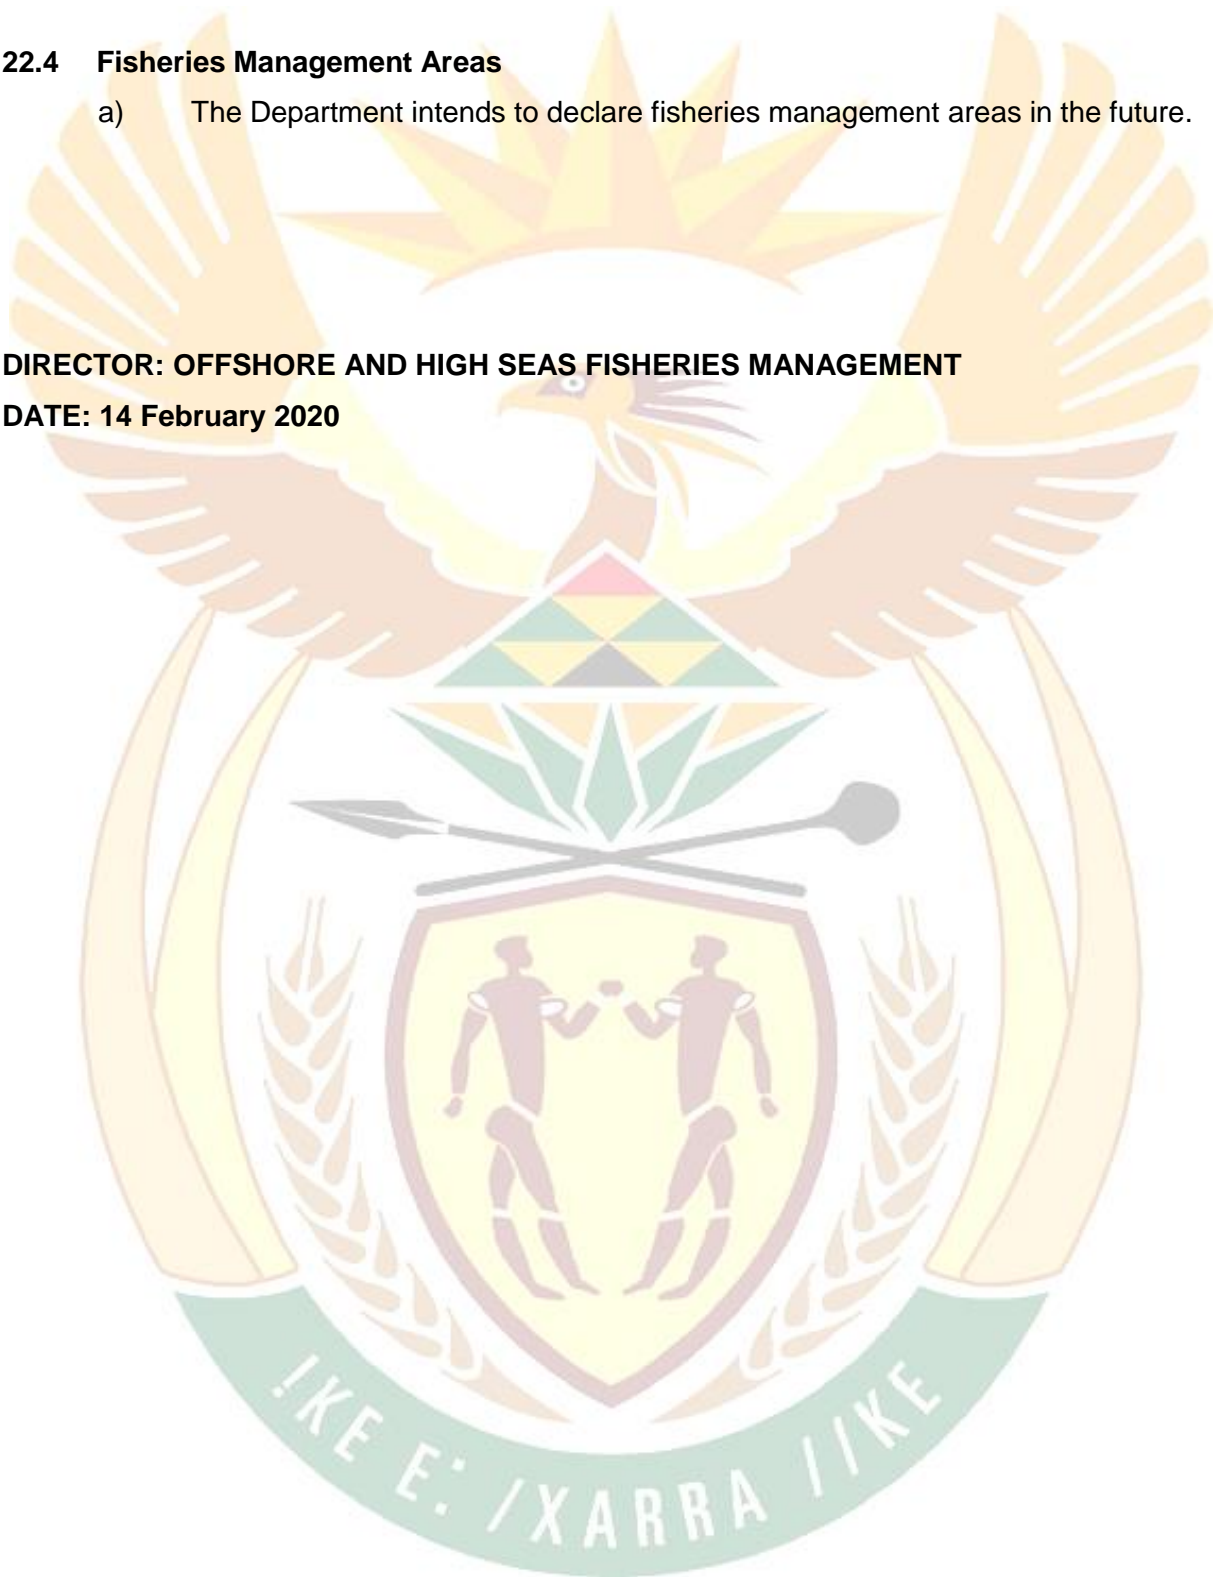 22.4 Fisheries Management Areas
a) The Department intends to declare fisheries management areas in the future.
DIRECTOR: OFFSHORE AND HIGH SEAS FISHERIES MANAGEMENT
DATE: 14 February 2020
!KE E: /XARRA //KE